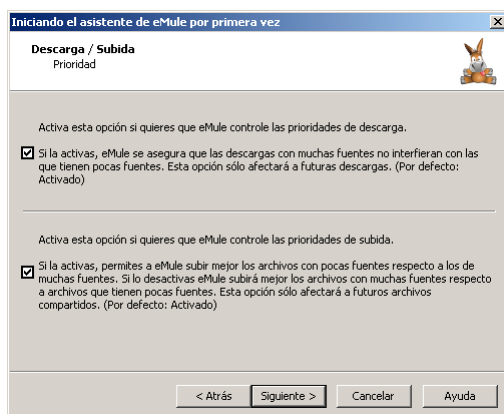 Iniciando el asistente de eMule por primera vez
Descarga / Subida
Prioridad
Activa esta opción si quieres que eMule controle las prioridades de descarga.
Si la activas, eMule se asegura que las descargas con muchas fuentes no interfieran con las
que tienen pocas fuentes. Esta opción sólo afectará a futuras descargas. (Por defecto:
Activado)
Activa esta opción si quieres que eMule controle las prioridades de subida.
Si la activas, permites a eMule subir mejor los archivos con pocas fuentes respecto a los de
muchas fuentes. Si lo desactivas eMule subirá mejor los archivos con muchas fuentes respecto
a archivos que tienen pocas fuentes. Esta opción sólo afectará a futuros archivos
compartidos. (Por defecto: Activado)
< Atrás
Siguiente >
Cancelar
Ayuda